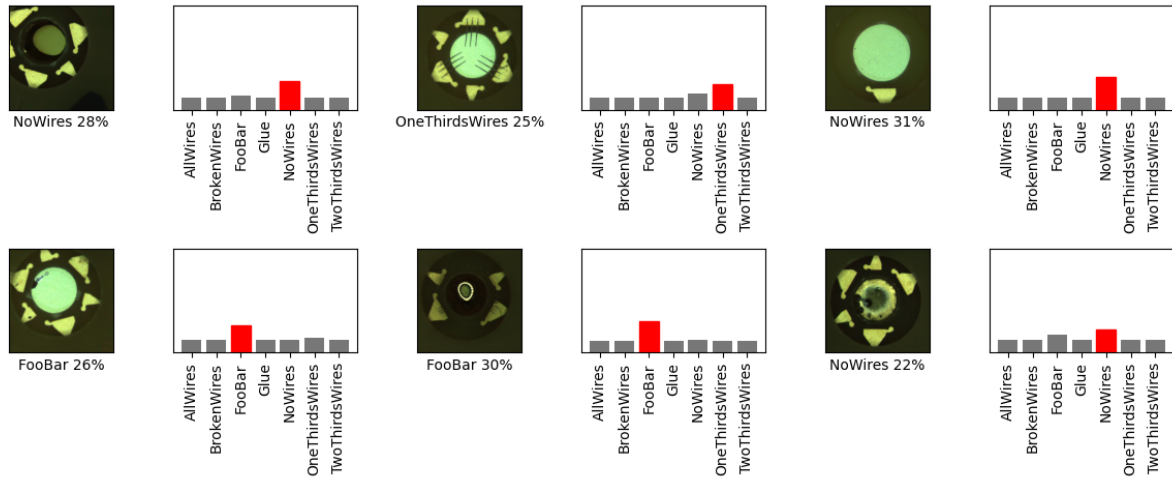 NoWires 28%
AllWires
BrokenWires
FooBar
Glue
NoWires
OneThirdsWires
TwoThirdsWires
OneThirdsWires 25%
AllWires
BrokenWires
FooBar
Glue
NoWires
OneThirdsWires
TwoThirdsWires
NoWires 31%
AllWires
BrokenWires
FooBar
Glue
NoWires
OneThirdsWires
TwoThirdsWires
FooBar 26%
AllWires
BrokenWires
FooBar
Glue
NoWires
OneThirdsWires
TwoThirdsWires
FooBar 30%
AllWires
BrokenWires
FooBar
Glue
NoWires
OneThirdsWires
TwoThirdsWires
NoWires 22%
AllWires
BrokenWires
FooBar
Glue
NoWires
OneThirdsWires
TwoThirdsWires